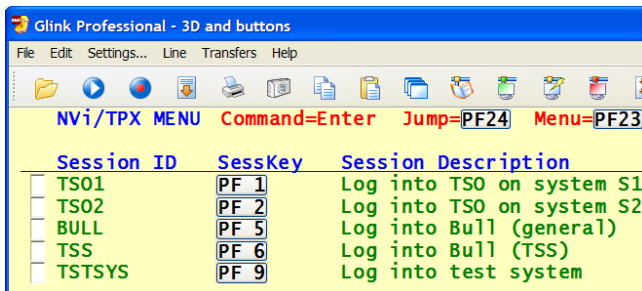 Glink Professional - 3D and buttons
File Edit Settings... Line Transfers Help
NVi/TPX MENU Command=Enter Jump=PF24 Menu=PF23
Session ID SessKey Session Description
TSO1 PF 1 Log into TSO on system S1
TSO2 PF 2 Log into TSO on system S2
BULL PF 5 Log into Bull (general)
TSS PF 6 Log into Bull (TSS)
TSTSYS PF 9 Log into test system